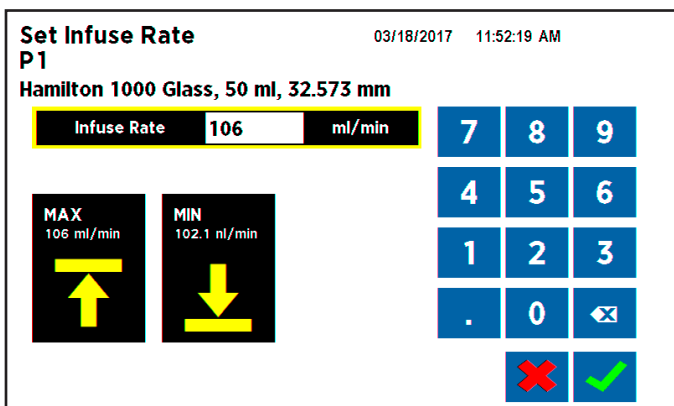 Set Infuse Rate 03/18/2017 11:52:19 AM
P1
Hamilton 1000 Glass, 50 ml, 32.573 mm
Infuse Rate 106 ml/min
7 8 9
MAX MIN
106 ml/min 102.1 nl/min
4 5 6
1 2 3
. 0